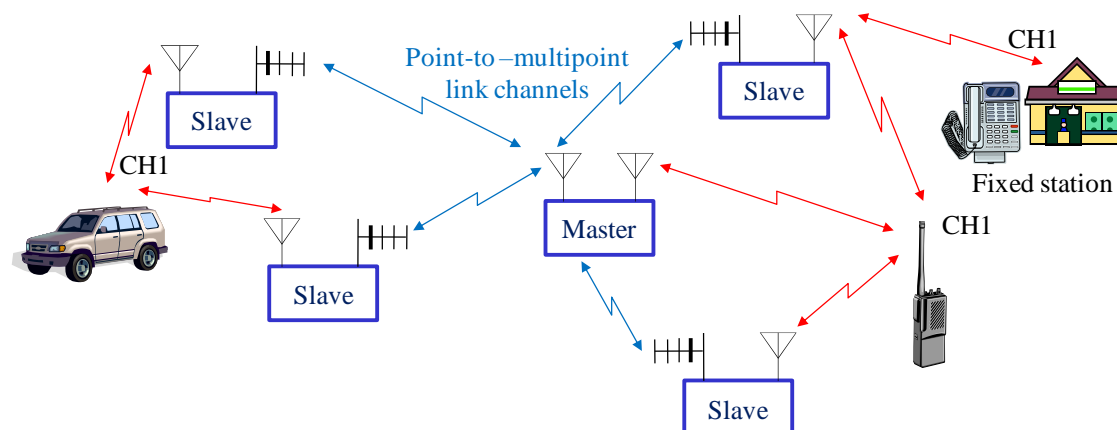 CH1
Point-to –multipoint
link channels
Slave
Slave
CH1
Fixed station
Master
CH1
Slave
Slave